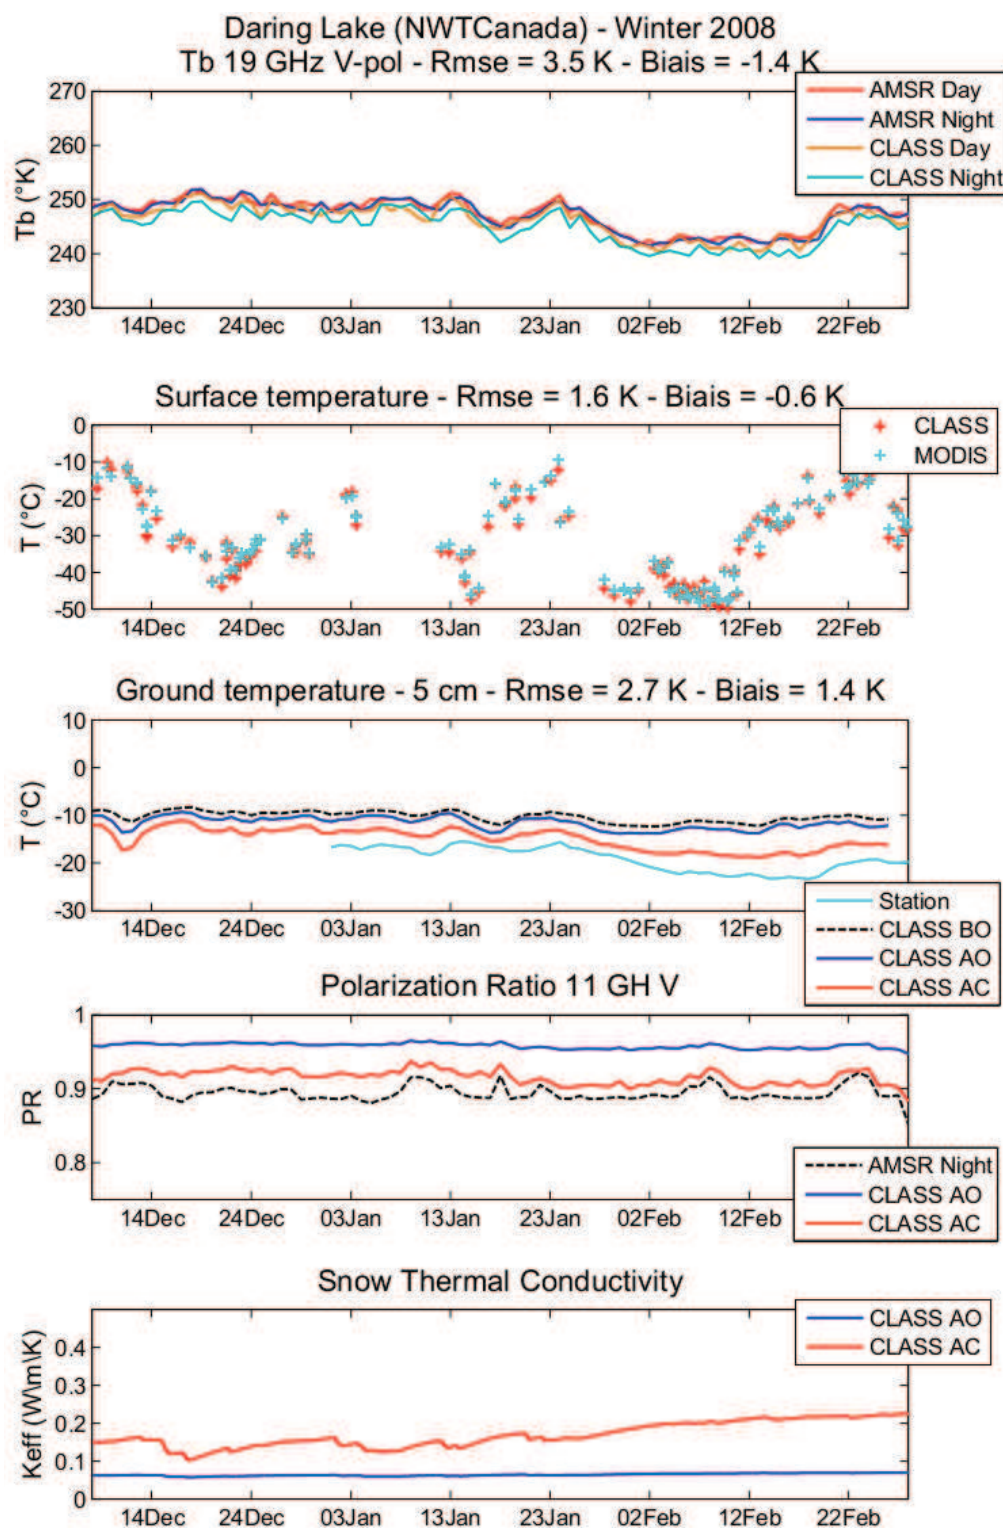 Daring Lake (NWTCanada) - Winter 2008
Tb 19 GHz V-pol - Rmse = 3.5 K - Biais = -1.4 K
AMSR Day
AMSR Night
CLASS Day
CLASS Night
Tb (°K)
270
260
250
240
230
14Dec 24Dec 03Jan 13Jan 23Jan 02Feb 12Feb 22Feb
Surface temperature - Rmse = 1.6 K - Biais = -0.6 K
CLASS
MODIS
T (°C)
0
-10
-20
-30
-40
-50
14Dec 24Dec 03Jan 13Jan 23Jan 02Feb 12Feb 22Feb
Ground temperature - 5 cm - Rmse = 2.7 K - Biais = 1.4 K
T (°C)
10
0
-10
-20
-30
14Dec 24Dec 03Jan 13Jan 23Jan 02Feb 12Feb
Station
CLASS BO
CLASS AO
CLASS AC
Polarization Ratio 11 GH V
PR
1
0.9
0.8
14Dec 24Dec 03Jan 13Jan 23Jan 02Feb 12Feb
AMSR Night
CLASS AO
CLASS AC
Snow Thermal Conductivity
CLASS AO
CLASS AC
Keff (W\m\K)
0.4
0.3
0.2
0.1
0
14Dec 24Dec 03Jan 13Jan 23Jan 02Feb 12Feb 22Feb